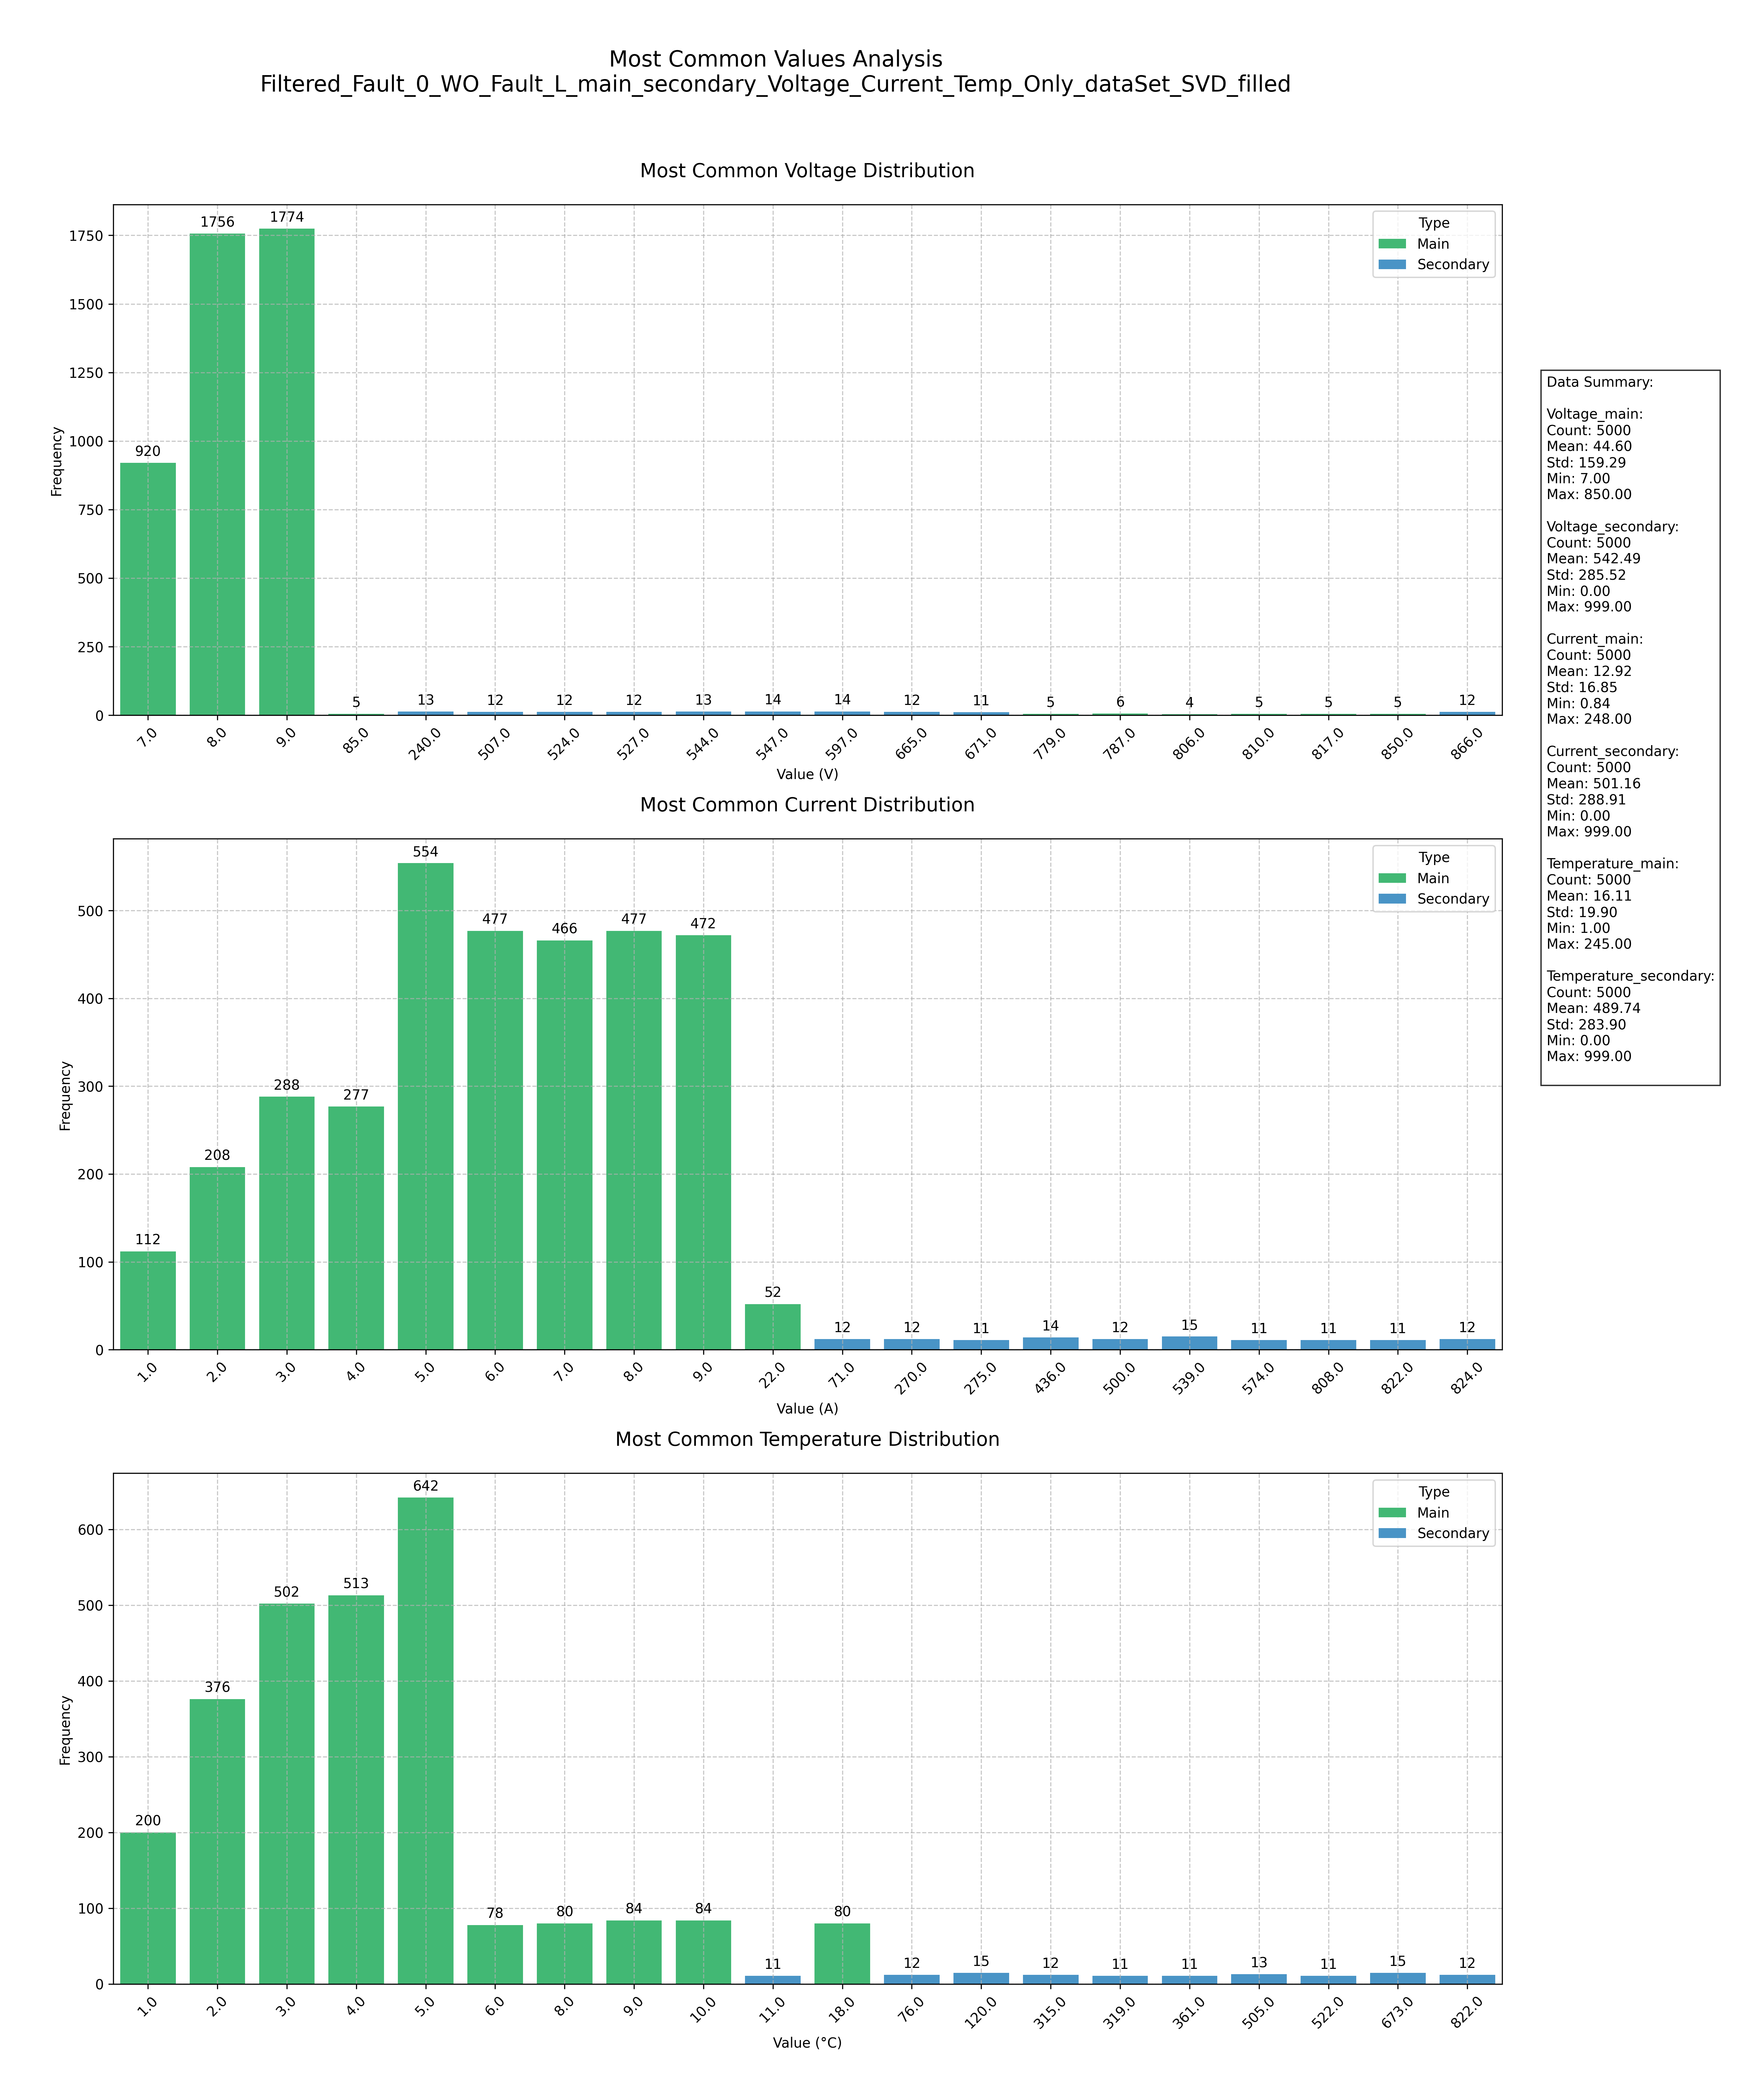 Most Common Values Analysis
Filtered_Fault_0_WO_Fault_L_main_secondary_Voltage_Current_Temp_Only_dataSet_SVD_filled
Most Common Voltage Distribution
Frequency
1750
1500
1250
1000
750
500
250
0
920
1756
1774
5
13
12
12
12
13
14
14
12
11
5
6
4
5
5
5
12
Type
Main
Secondary
7.0
8.0
9.0
85.0
240.0
507.0
524.0
527.0
544.0
547.0
597.0
665.0
671.0
779.0
787.0
806.0
810.0
817.0
850.0
866.0
Value (V)
Most Common Current Distribution
Frequency
500
400
300
200
100
0
112
208
288
277
554
477
466
477
472
52
12
12
11
14
12
15
11
11
11
12
Type
Main
Secondary
1.0
2.0
3.0
4.0
5.0
6.0
7.0
8.0
9.0
22.0
71.0
270.0
275.0
436.0
500.0
539.0
574.0
808.0
822.0
824.0
Value (A)
Most Common Temperature Distribution
Frequency
600
500
400
300
200
100
0
200
376
502
513
642
78
80
84
84
11
80
12
15
12
11
11
13
11
15
12
Type
Main
Secondary
1.0
2.0
3.0
4.0
5.0
6.0
8.0
9.0
10.0
11.0
18.0
76.0
120.0
315.0
319.0
361.0
505.0
522.0
673.0
822.0
Value (°C)
Data Summary:
Voltage_main:
Count: 5000
Mean: 44.60
Std: 159.29
Min: 7.00
Max: 850.00
Voltage_secondary:
Count: 5000
Mean: 542.49
Std: 285.52
Min: 0.00
Max: 999.00
Current_main:
Count: 5000
Mean: 12.92
Std: 16.85
Min: 0.84
Max: 248.00
Current_secondary:
Count: 5000
Mean: 501.16
Std: 288.91
Min: 0.00
Max: 999.00
Temperature_main:
Count: 5000
Mean: 16.11
Std: 19.90
Min: 1.00
Max: 245.00
Temperature_secondary:
Count: 5000
Mean: 489.74
Std: 283.90
Min: 0.00
Max: 999.00